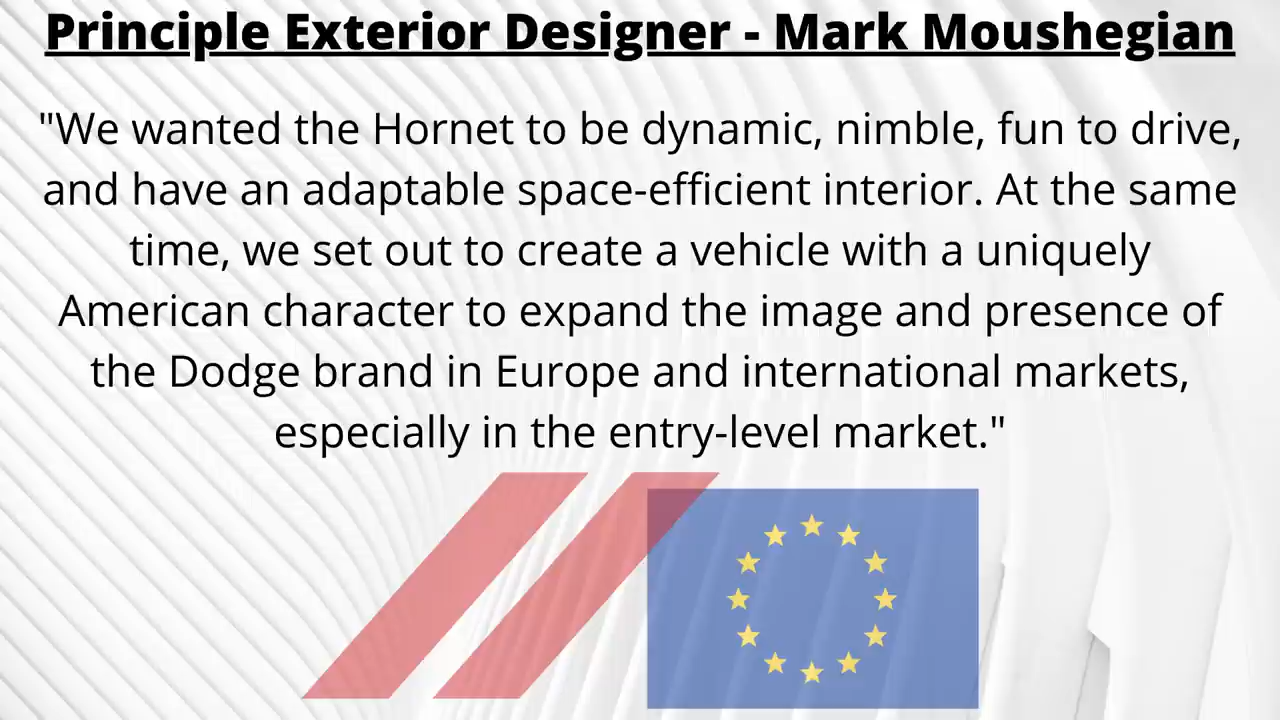 Principle Exterior Designer - Mark Moushegian
"We wanted the Hornet to be dynamic, nimble, fun to drive,
and have an adaptable space-efficient interior. At the same
time, we set out to create a vehicle with a uniquely
American character to expand the image and presence of
the Dodge brand in Europe and international markets,
especially in the entry-level market."